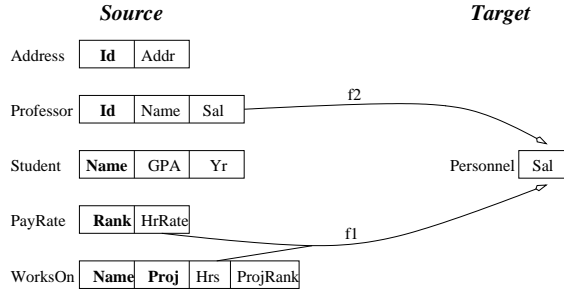 Source Target
Address Id Addr
f2
Professor Id Name Sal
Student Name GPA Yr
Personnel Sal
PayRate Rank HrRate
f1
WorksOn Name Proj Hrs ProjRank